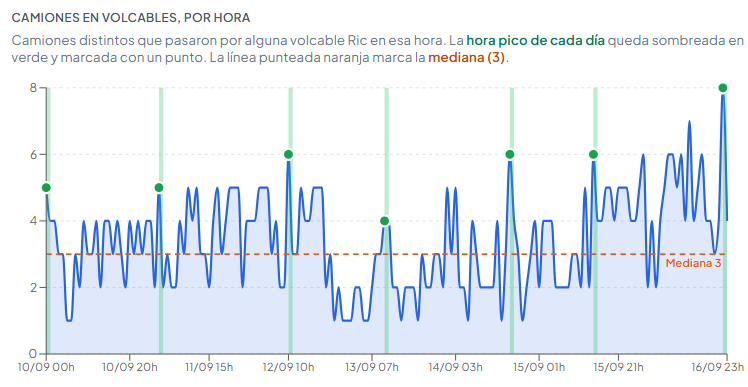 CAMIONES EN VOLCABLES, POR HORA
Camiones distintos que pasaron por alguna volcable Ric en esa hora. La hora pico de cada día queda sombreada en
verde y marcada con un punto. La línea punteada naranja marca la mediana (3).
8
6
4
2
0
Mediana 3
10/09 00h
10/09 20h
11/09 15h
12/09 10h
13/09 07h
14/09 03h
15/09 01h
15/09 21h
16/09 23h